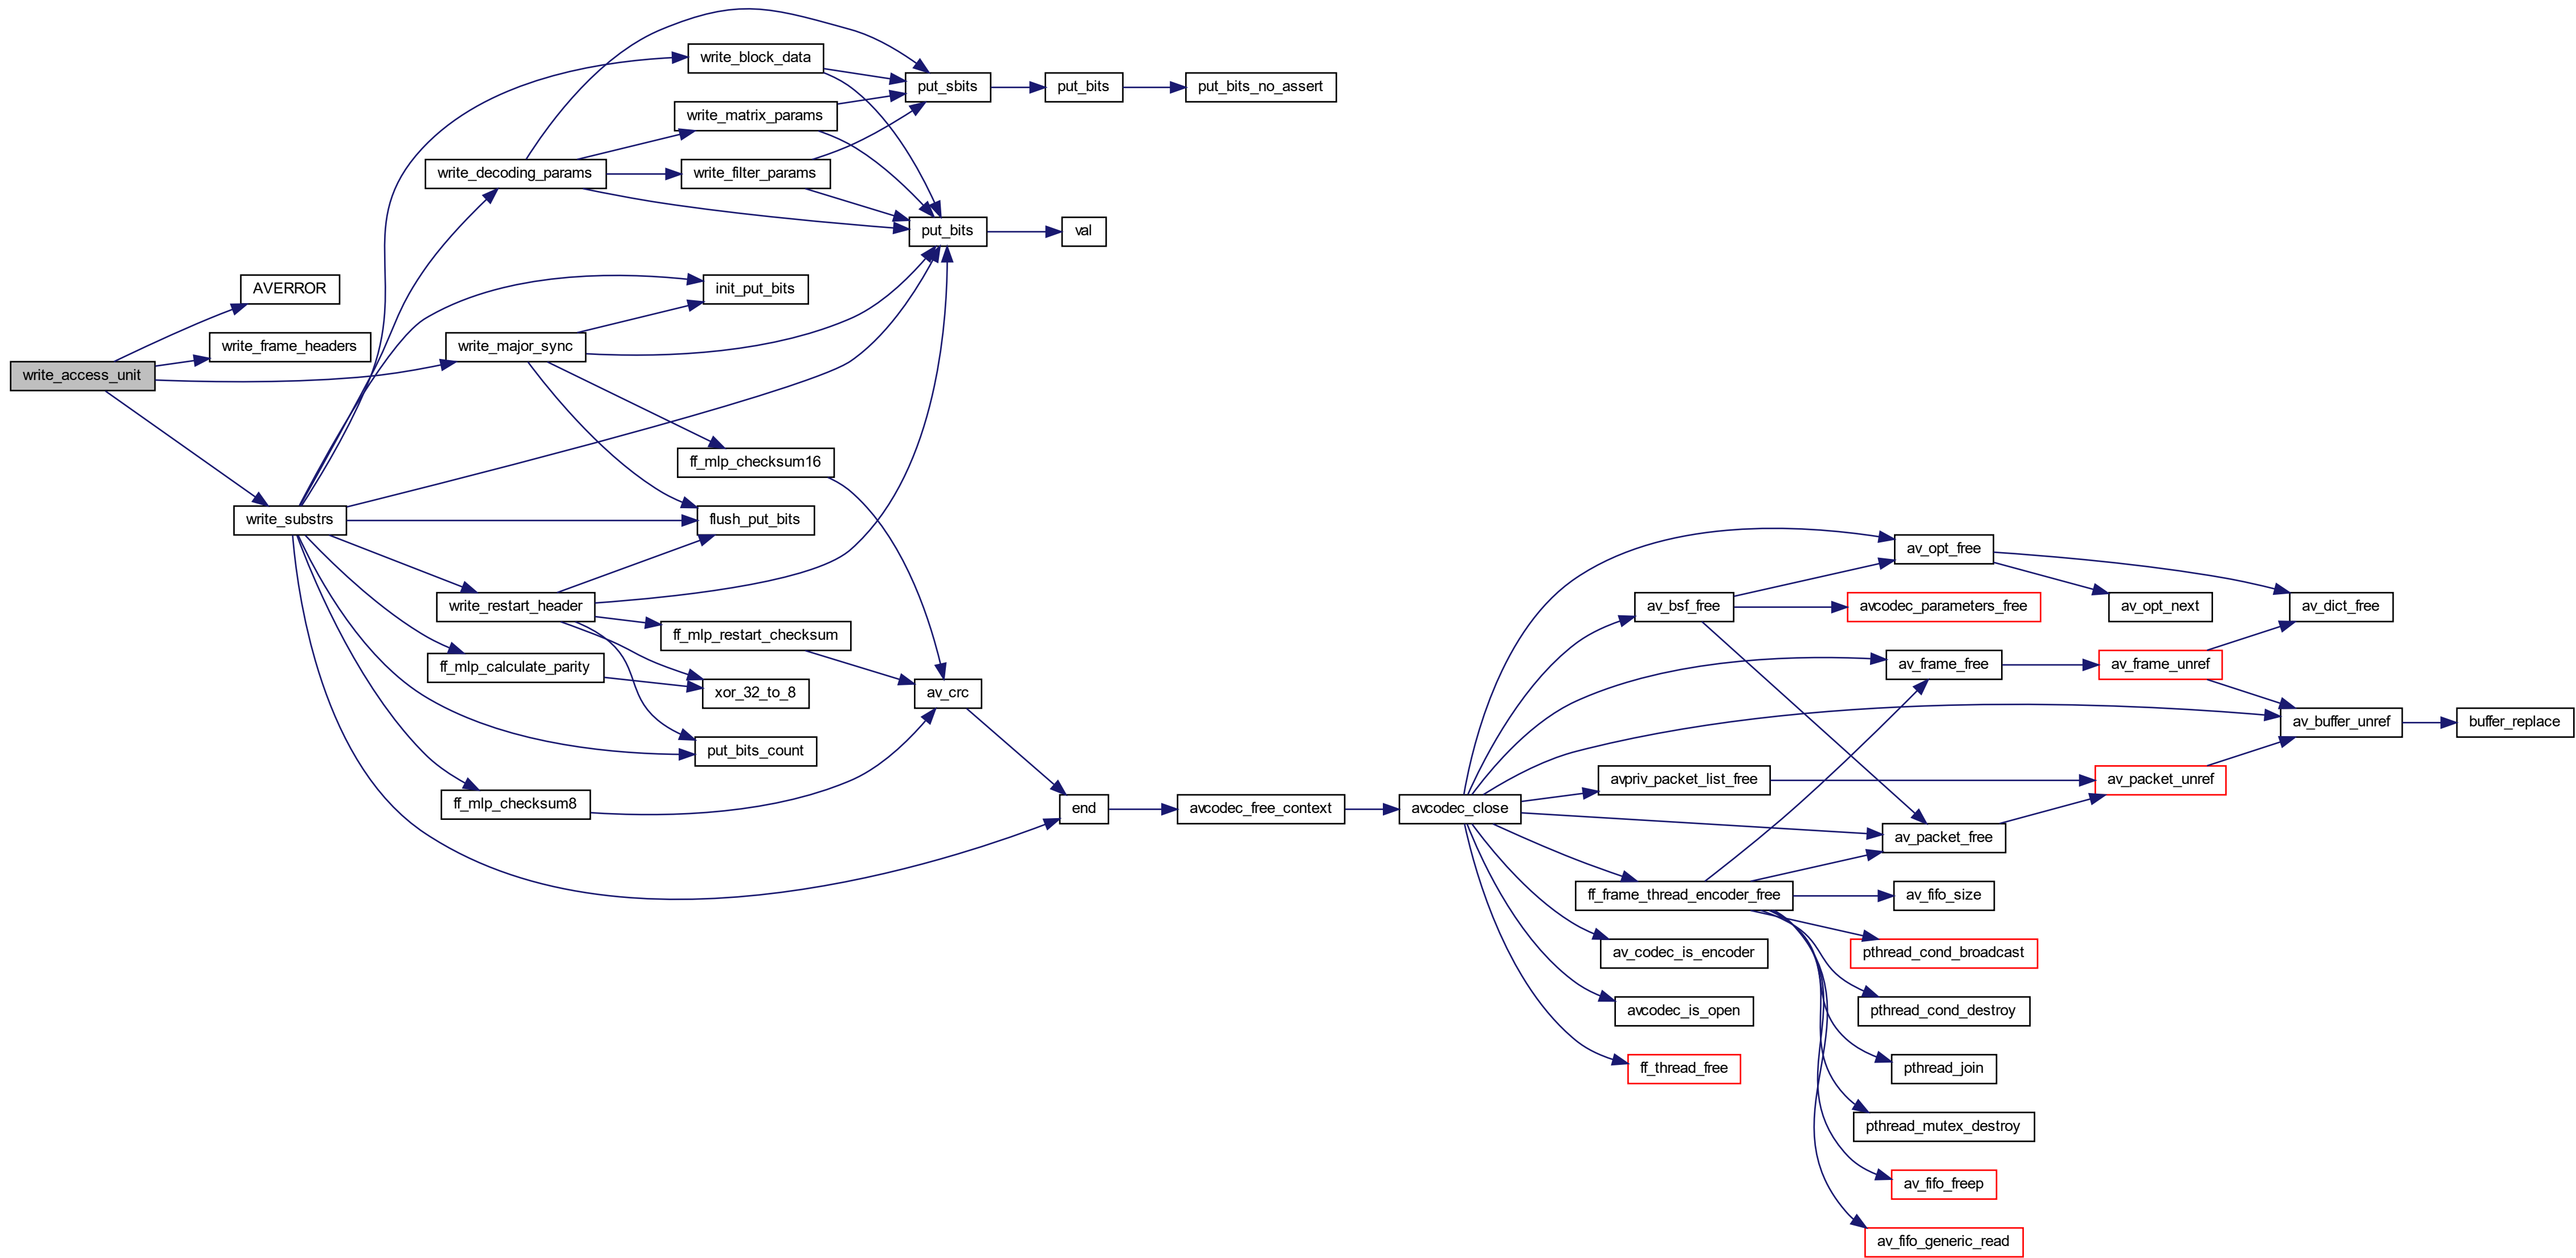 write_block_data
put_sbits
put_bits
put_bits_no_assert
write_matrix_params
write_decoding_params
write_filter_params
put_bits
val
AVERROR
init_put_bits
write_frame_headers
write_major_sync
write_access_unit
ff_mlp_checksum16
write_substrs
flush_put_bits
av_opt_free
write_restart_header
av_bsf_free
avcodec_parameters_free
av_opt_next
av_dict_free
ff_mlp_restart_checksum
ff_mlp_calculate_parity
av_frame_free
av_frame_unref
xor_32_to_8
av_crc
av_buffer_unref
buffer_replace
put_bits_count
avpriv_packet_list_free
av_packet_unref
ff_mlp_checksum8
end
avcodec_free_context
avcodec_close
av_packet_free
ff_frame_thread_encoder_free
av_fifo_size
av_codec_is_encoder
pthread_cond_broadcast
avcodec_is_open
pthread_cond_destroy
ff_thread_free
pthread_join
pthread_mutex_destroy
av_fifo_freep
av_fifo_generic_read